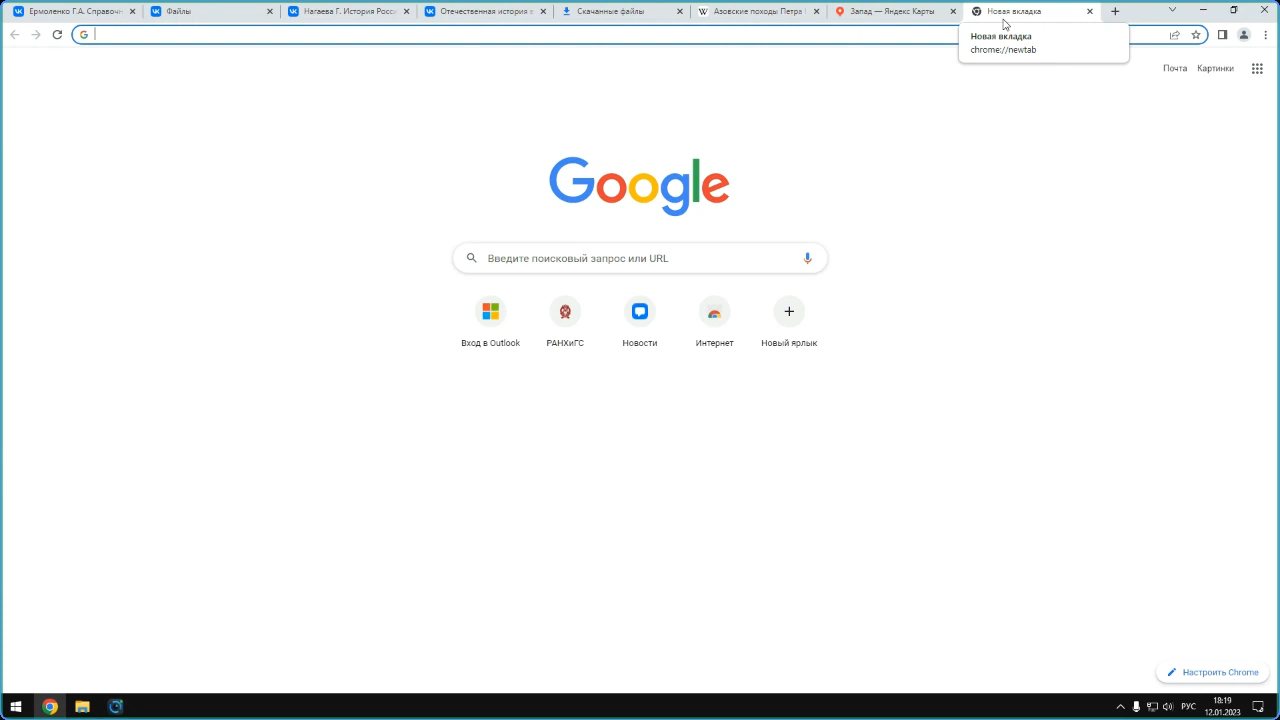 Ермоленко Г.А. Справочн
Файлы
Нагаева Г. История Росс
Отечественная история в
Скачанные файлы
Азовские походы Петра
Запад — Яндекс Карты
Новая вкладка
Новая вкладка
chrome://newtab
Почта Картинки
Google
Введите поисковый запрос или URL
Вход в Outlook
РАНХиГС
Новости
Интернет
Новый ярлык
Настроить Chrome
РУС
18:19
12.01.2023